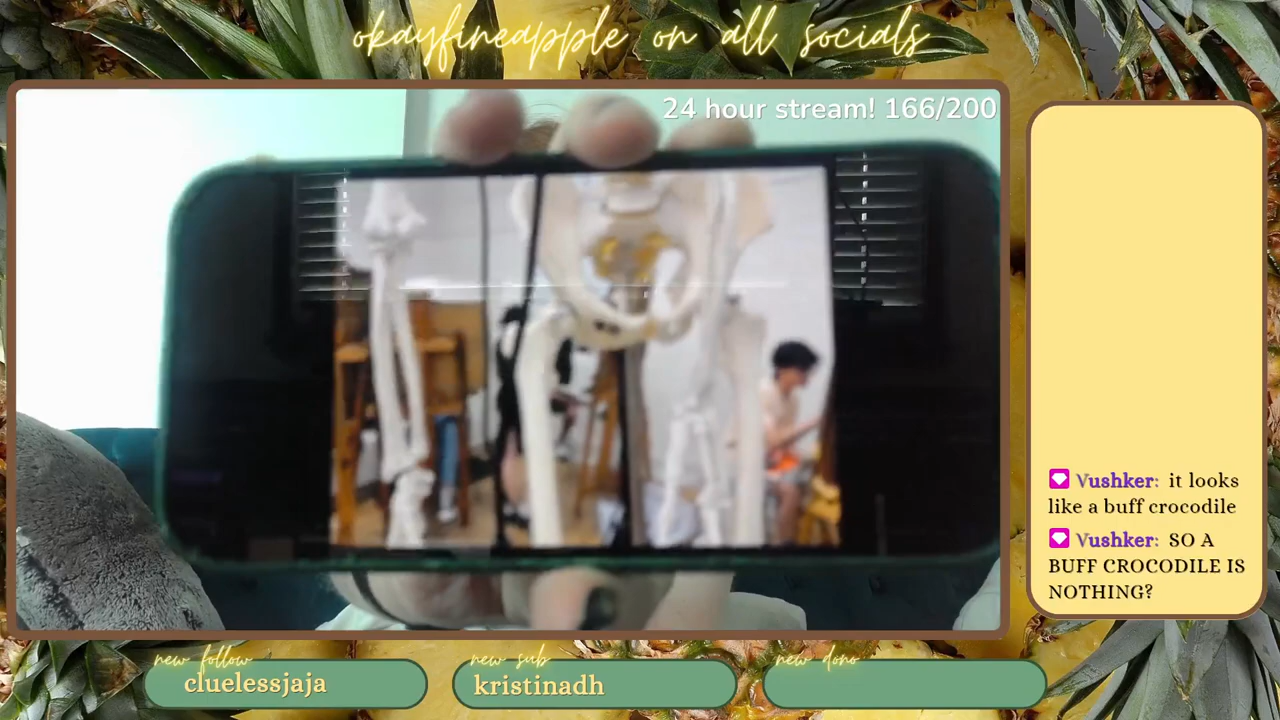 okayfineapple on all socials
24 hour stream! 166/200
Vushker: it looks
like a buff crocodile
Vushker: SO A
BUFF CROCODILE IS
NOTHING?
new follow
cluelessjaja
new sub
kristinadh
new dono